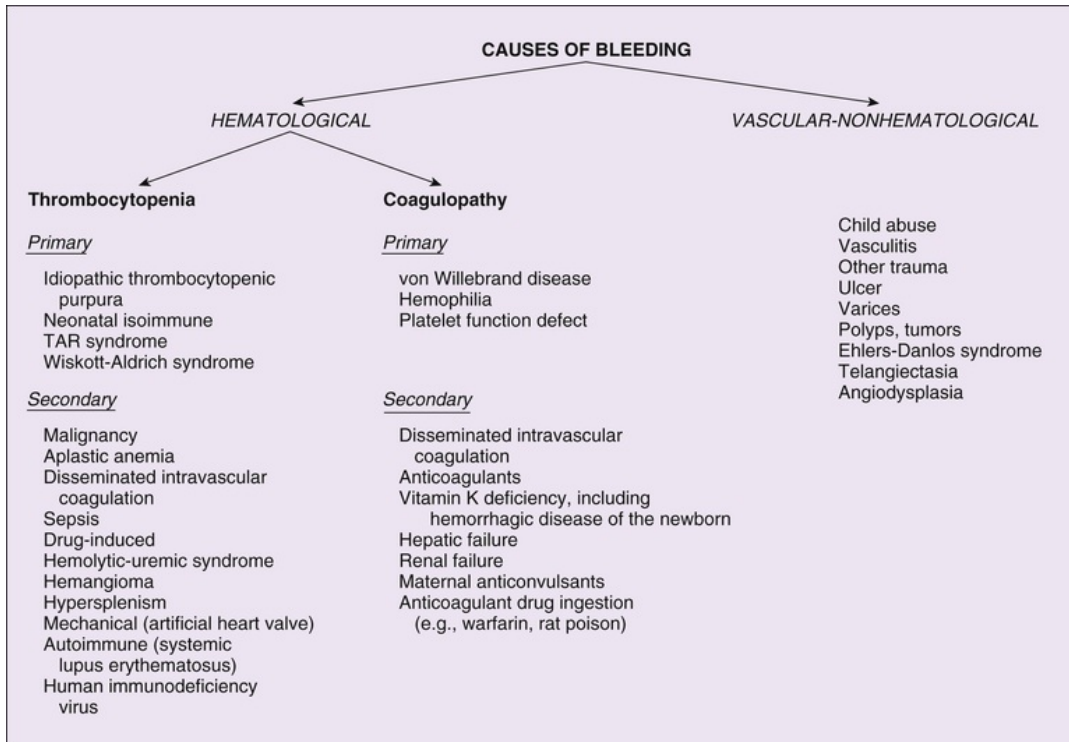 CAUSES OF BLEEDING
HEMATOLOGICAL
VASCULAR-NONHEMATOLOGICAL
Thrombocytopenia
Primary
Idiopathic thrombocytopenic
purpura
Neonatal isoimmune
TAR syndrome
Wiskott-Aldrich syndrome
Secondary
Malignancy
Aplastic anemia
Disseminated intravascular
coagulation
Sepsis
Drug-induced
Hemolytic-uremic syndrome
Hemangioma
Hypersplenism
Mechanical (artificial heart valve)
Autoimmune (systemic
lupus erythematosus)
Human immunodeficiency
virus
Coagulopathy
Primary
von Willebrand disease
Hemophilia
Platelet function defect
Secondary
Disseminated intravascular
coagulation
Anticoagulants
Vitamin K deficiency, including
hemorrhagic disease of the newborn
Hepatic failure
Renal failure
Maternal anticonvulsants
Anticoagulant drug ingestion
(e.g., warfarin, rat poison)
Child abuse
Vasculitis
Other trauma
Ulcer
Varices
Polyps, tumors
Ehlers-Danlos syndrome
Telangiectasia
Angiodysplasia